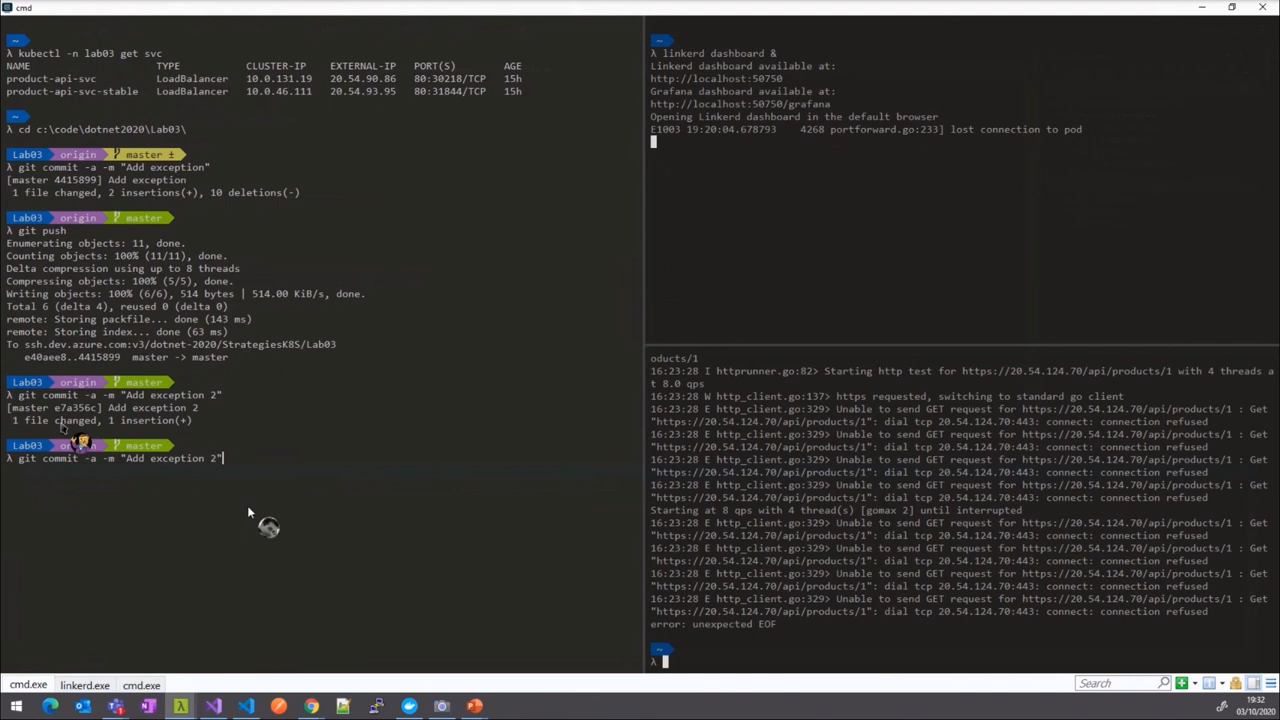 cmd
~
λ kubectl -n lab03 get svc
NAME TYPE CLUSTER-IP EXTERNAL-IP PORT(S) AGE
product-api-svc LoadBalancer 10.0.131.19 20.54.90.86 80:30218/TCP 15h
product-api-svc-stable LoadBalancer 10.0.46.111 20.54.93.95 80:31844/TCP 15h
~
λ cd c:\code\dotnet2020\Lab03\
Lab03 origin master ±
λ git commit -a -m "Add exception"
[master 4415899] Add exception
1 file changed, 2 insertions(+), 10 deletions(-)
Lab03 origin master
λ git push
Enumerating objects: 11, done.
Counting objects: 100% (11/11), done.
Delta compression using up to 8 threads
Compressing objects: 100% (5/5), done.
Writing objects: 100% (6/6), 514 bytes | 514.00 KiB/s, done.
Total 6 (delta 4), reused 0 (delta 0)
remote: Storing packfile... done (143 ms)
remote: Storing index... done (63 ms)
To ssh.dev.azure.com:v3/dotnet-2020/StrategiesK8S/Lab03
e40aee8..4415899 master -> master
Lab03 origin master
λ git commit -a -m "Add exception 2"
[master e7a356c] Add exception 2
1 file changed, 1 insertion(+)
Lab03 origin master
λ git commit -a -m "Add exception 2"
~
λ linkerd dashboard &
Linkerd dashboard available at:
http://localhost:50750
Grafana dashboard available at:
http://localhost:50750/grafana
Opening Linkerd dashboard in the default browser
E1003 19:20:04.678793 4268 portforward.go:233] lost connection to pod
oducts/1
16:23:28 I httprunner.go:82> Starting http test for https://20.54.124.70/api/products/1 with 4 threads a
t 8.0 qps
16:23:28 W http_client.go:137> https requested, switching to standard go client
16:23:28 E http_client.go:329> Unable to send GET request for https://20.54.124.70/api/products/1 : Get
"https://20.54.124.70/api/products/1": dial tcp 20.54.124.70:443: connect: connection refused
16:23:28 E http_client.go:329> Unable to send GET request for https://20.54.124.70/api/products/1 : Get
"https://20.54.124.70/api/products/1": dial tcp 20.54.124.70:443: connect: connection refused
16:23:28 E http_client.go:329> Unable to send GET request for https://20.54.124.70/api/products/1 : Get
"https://20.54.124.70/api/products/1": dial tcp 20.54.124.70:443: connect: connection refused
16:23:28 E http_client.go:329> Unable to send GET request for https://20.54.124.70/api/products/1 : Get
"https://20.54.124.70/api/products/1": dial tcp 20.54.124.70:443: connect: connection refused
Starting at 8 qps with 4 thread(s) [gomax 2] until interrupted
16:23:28 E http_client.go:329> Unable to send GET request for https://20.54.124.70/api/products/1 : Get
"https://20.54.124.70/api/products/1": dial tcp 20.54.124.70:443: connect: connection refused
16:23:28 E http_client.go:329> Unable to send GET request for https://20.54.124.70/api/products/1 : Get
"https://20.54.124.70/api/products/1": dial tcp 20.54.124.70:443: connect: connection refused
16:23:28 E http_client.go:329> Unable to send GET request for https://20.54.124.70/api/products/1 : Get
"https://20.54.124.70/api/products/1": dial tcp 20.54.124.70:443: connect: connection refused
16:23:28 E http_client.go:329> Unable to send GET request for https://20.54.124.70/api/products/1 : Get
"https://20.54.124.70/api/products/1": dial tcp 20.54.124.70:443: connect: connection refused
error: unexpected EOF
~
λ
cmd.exe linkerd.exe cmd.exe
Search
19:32
03/10/2020